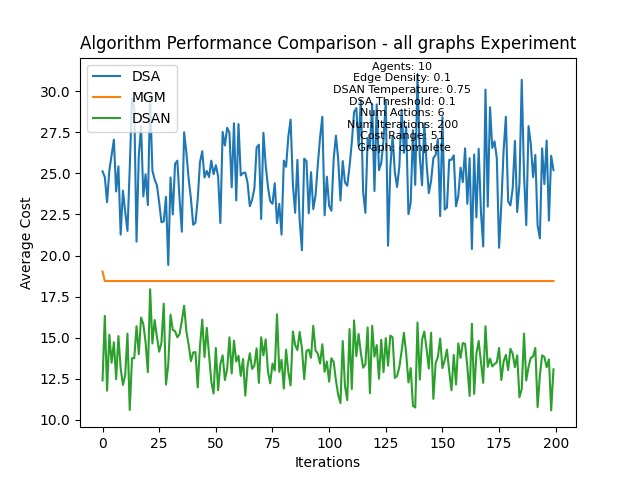 Algorithm Performance Comparison - all graphs Experiment
DSA
MGM
DSAN
Agents: 10
Edge Density: 0.1
DSAN Temperature: 0.75
DSA Threshold: 0.1
Num Actions: 6
Num Iterations: 200
Cost Range: 51
Graph: complete
Average Cost
30.0
27.5
25.0
22.5
20.0
17.5
15.0
12.5
10.0
0
25
50
75
100
125
150
175
200
Iterations